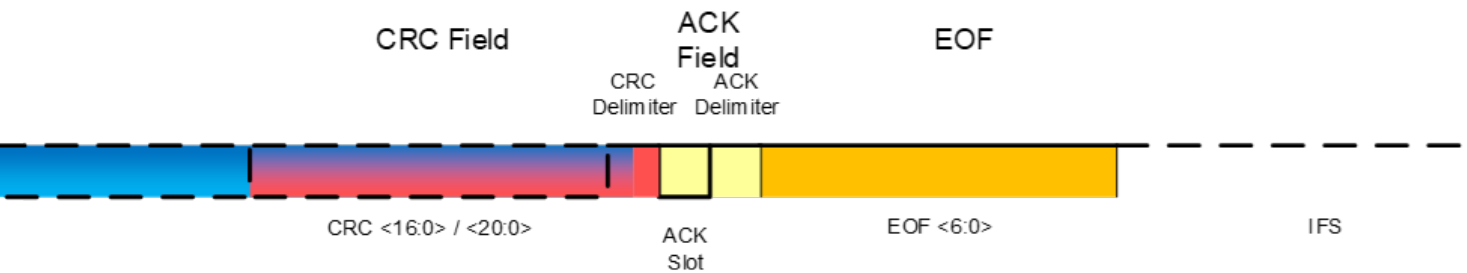 CRC Field
ACK
Field
EOF
CRC
Delimiter
ACK
Delimiter
CRC <16:0> / <20:0>
ACK
Slot
EOF <6:0>
IFS